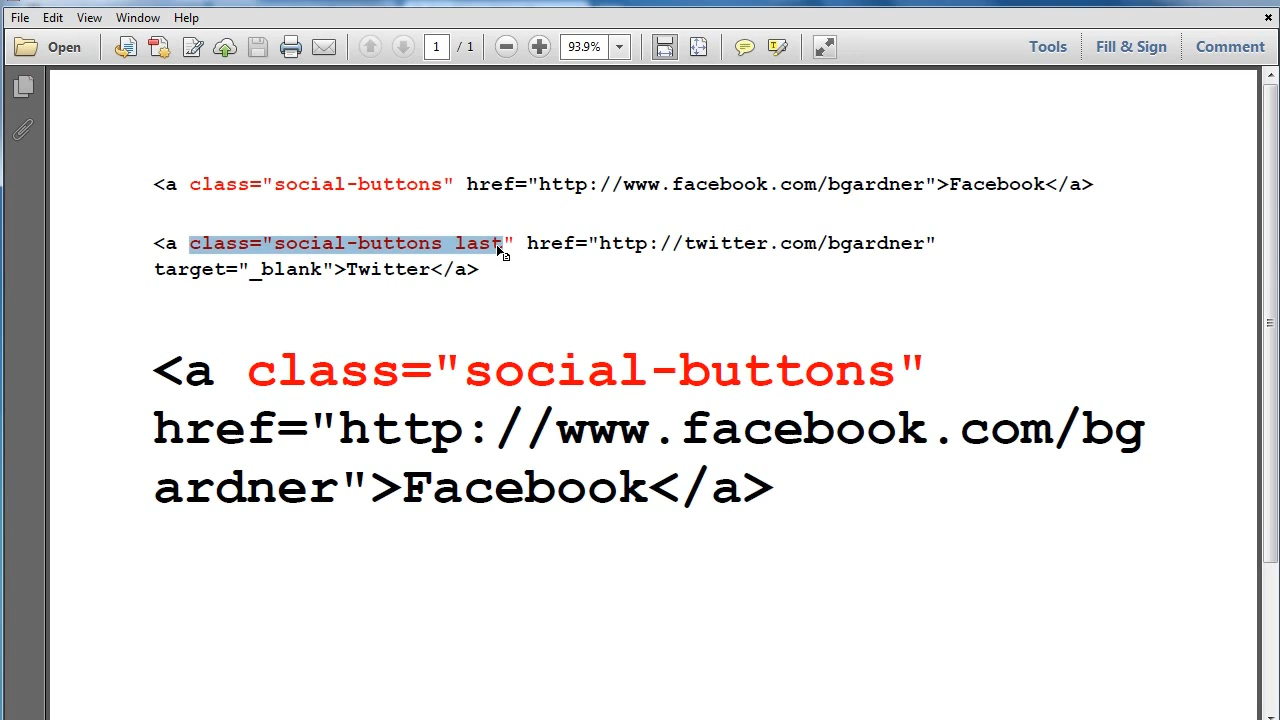 File Edit View Window Help
Open 1 / 1 93.9% Tools Fill & Sign Comment
<a class="social-buttons" href="http://www.facebook.com/bgardner">Facebook</a>
<a class="social-buttons last" href="http://twitter.com/bgardner"
target="_blank">Twitter</a>
<a class="social-buttons"
href="http://www.facebook.com/bg
ardner">Facebook</a>